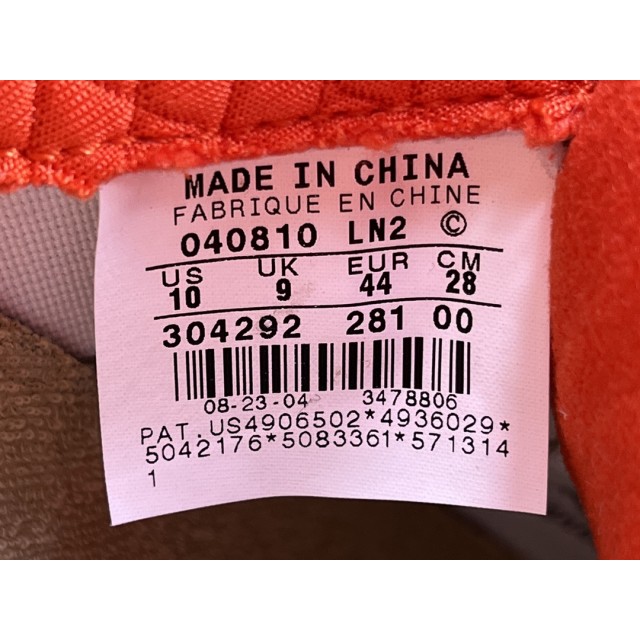 MADE IN CHINA
FABRIQUE EN CHINE
040810 LN2 ©
US UK EUR CM
10 9 44 28
304292 281 00
08-23-04 3478806
PAT.US4906502*4936029*
5042176*5083361*571314
1